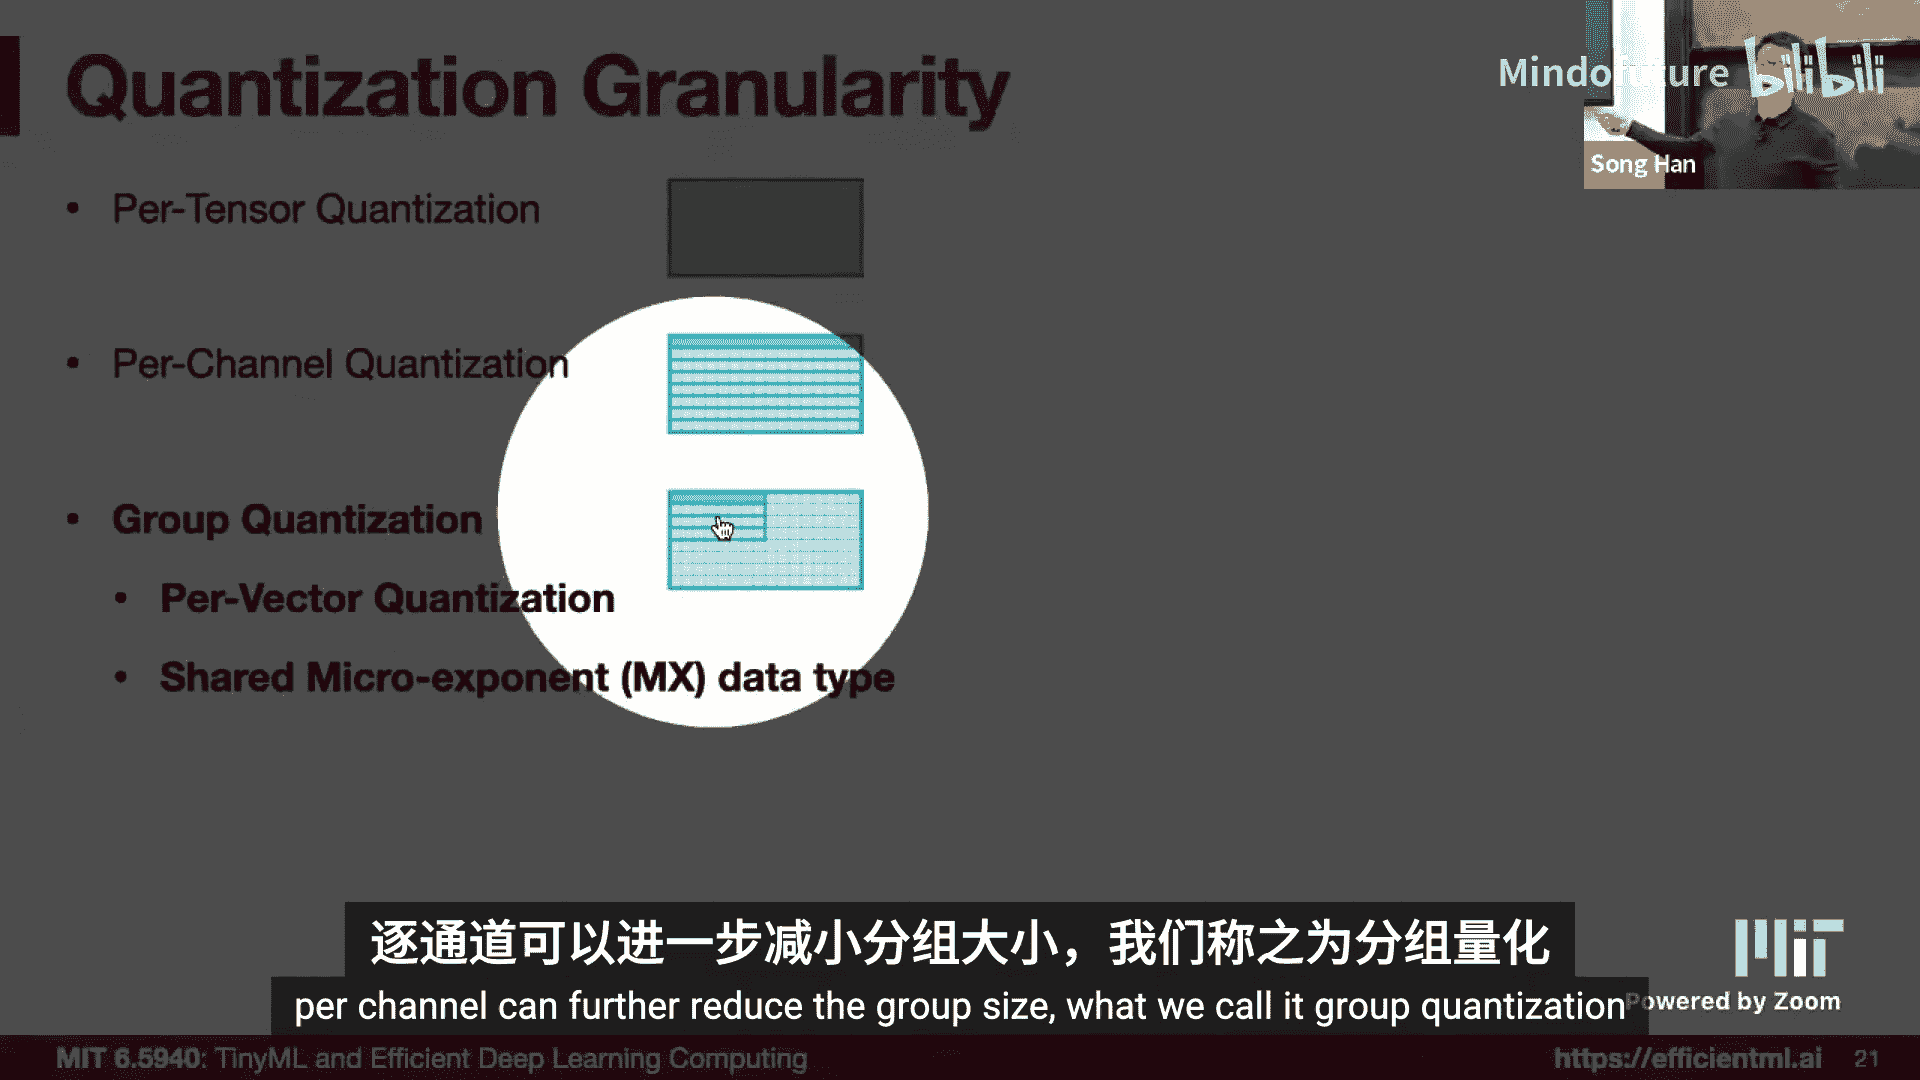 Quantization Granularity
Mindofuture bilibili
Song Han
• Per-Tensor Quantization
• Per-Channel Quantization
• Group Quantization
• Per-Vector Quantization
• Shared Micro-exponent (MX) data type
逐通道可以进一步减小分组大小，我们称之为分组量化
per channel can further reduce the group size, what we call it group quantization
MiT
Powered by Zoom
MIT 6.5940: TinyML and Efficient Deep Learning Computing
https://efficientml.ai
21